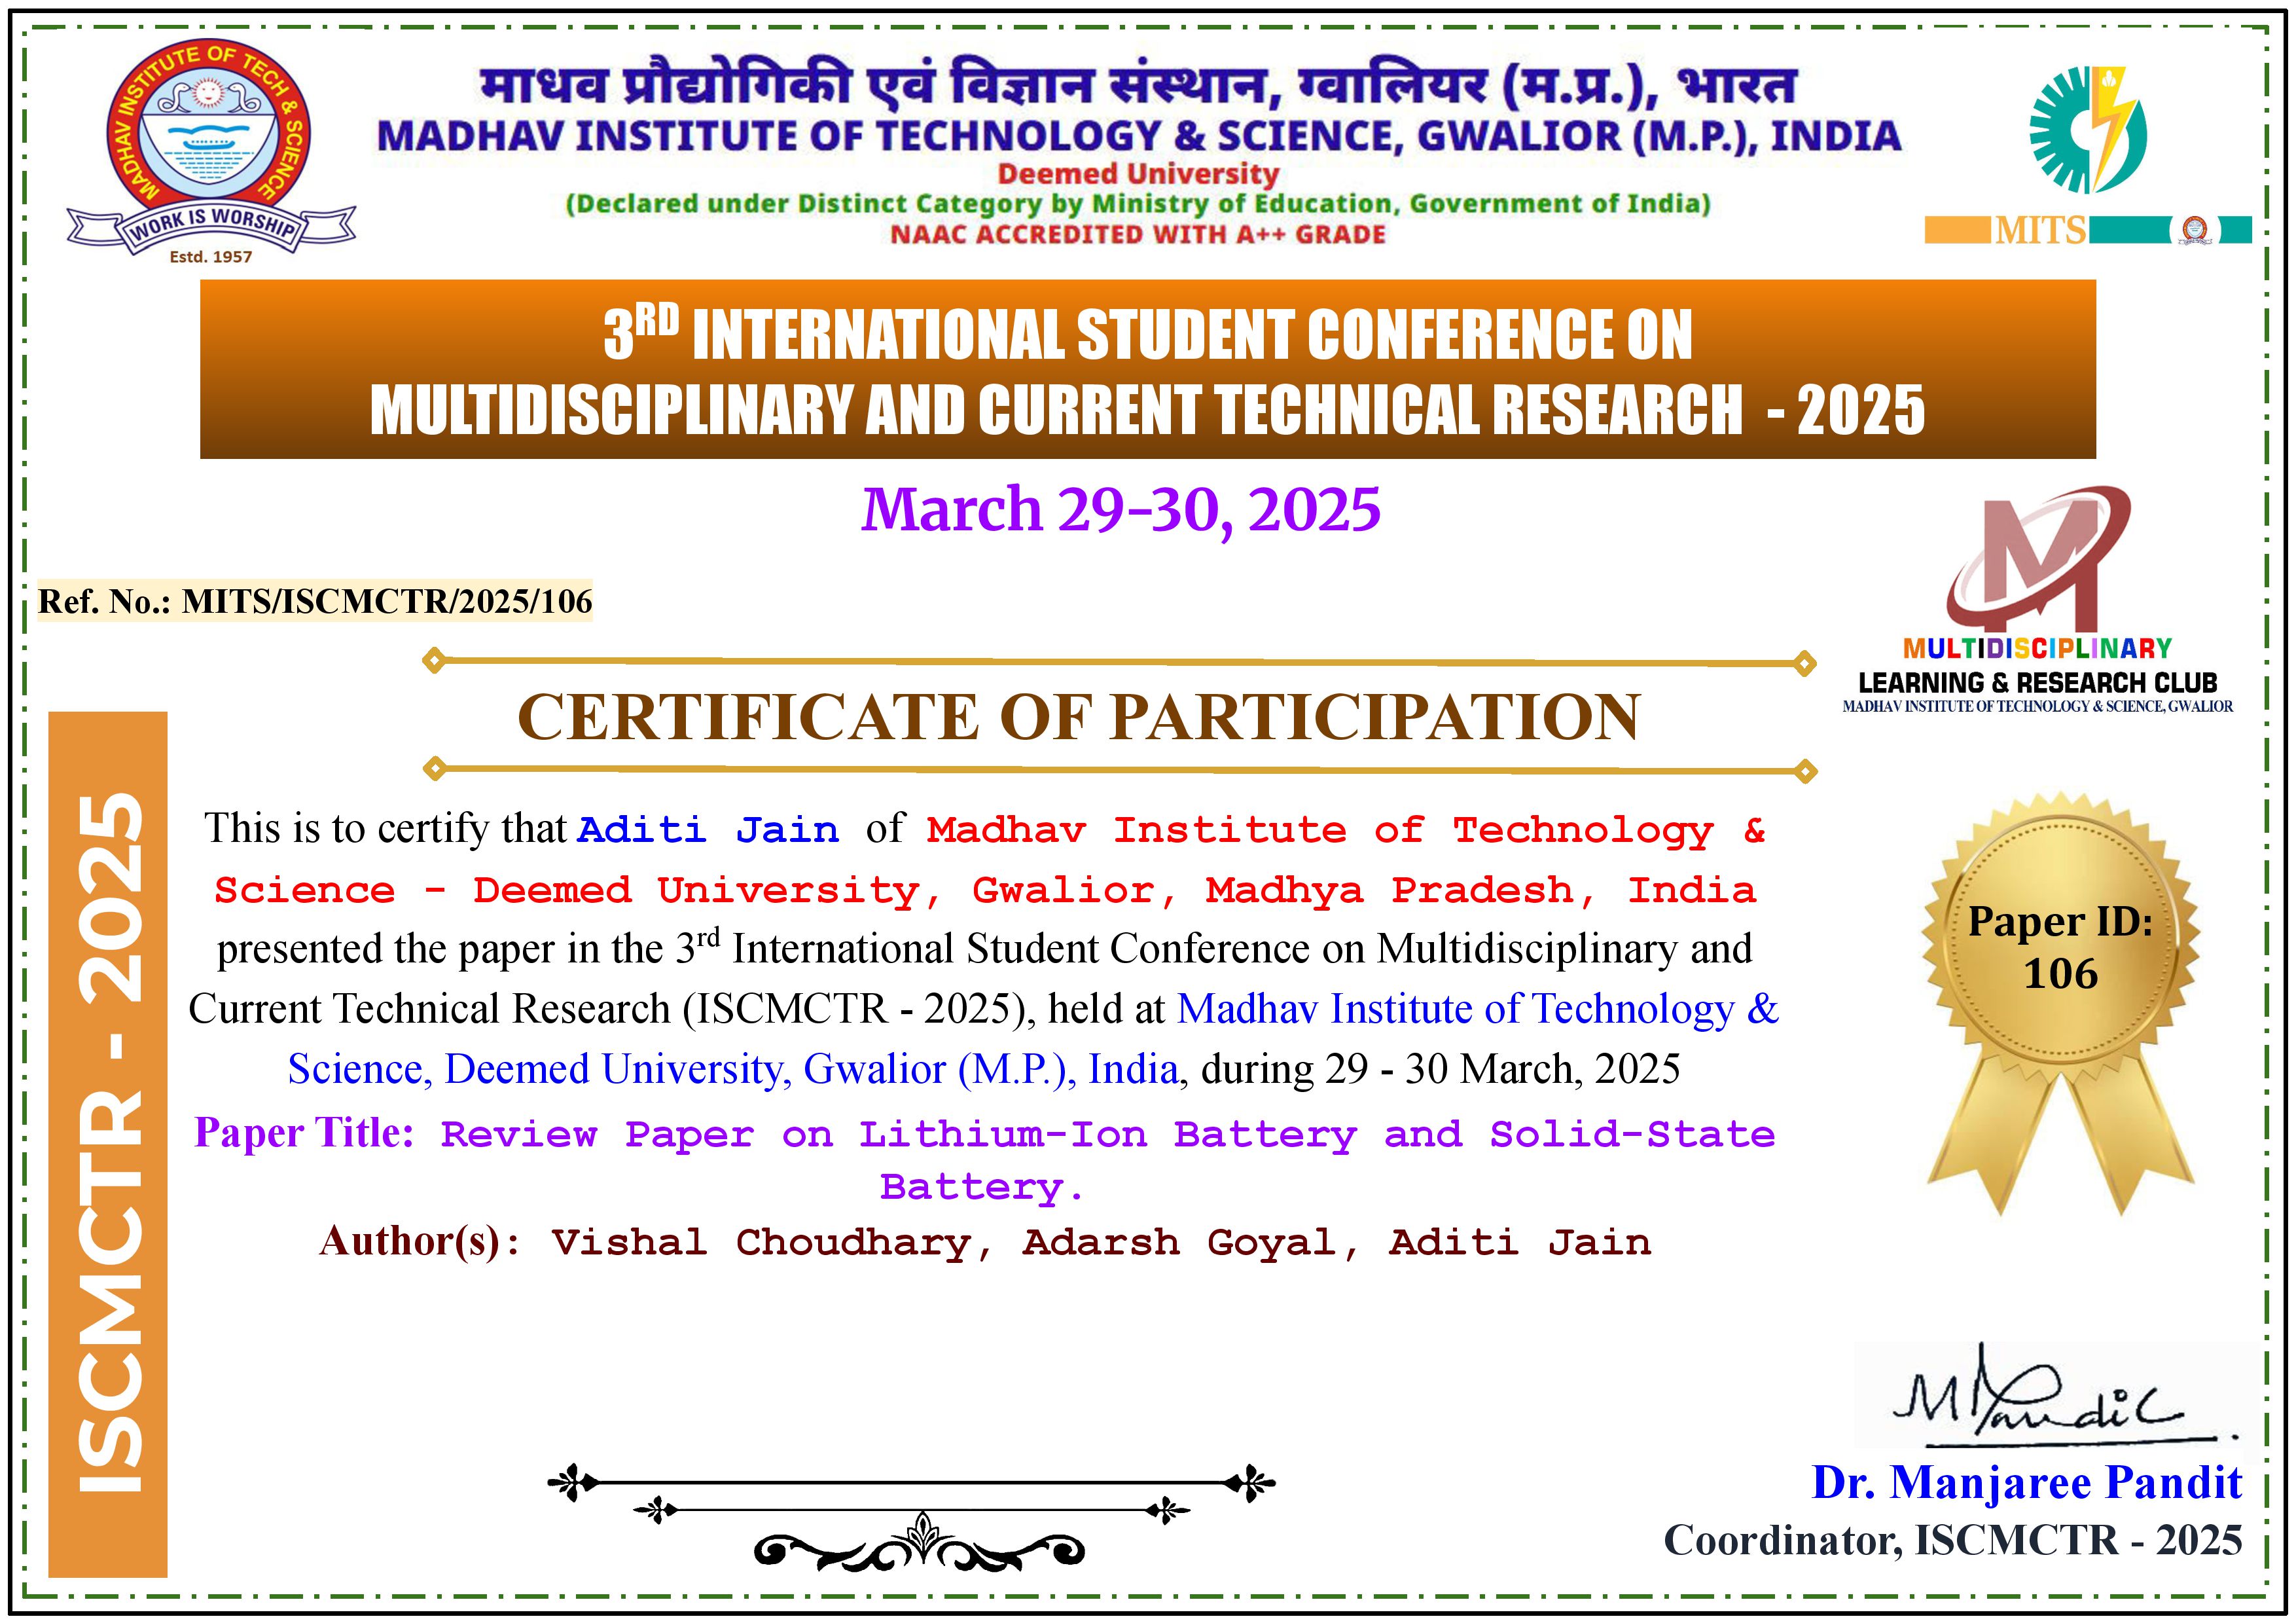 माधव प्रौद्योगिकी एवं विज्ञान संस्थान, ग्वालियर (म.प्र.), भारत
MADHAV INSTITUTE OF TECHNOLOGY & SCIENCE, GWALIOR (M.P.), INDIA
Deemed University
(Declared under Distinct Category by Ministry of Education, Government of India)
NAAC ACCREDITED WITH A++ GRADE
MADHAV INSTITUTE OF TECH & SCIENCE
WORK IS WORSHIP
Estd. 1957
MITS
3RD INTERNATIONAL STUDENT CONFERENCE ON
MULTIDISCIPLINARY AND CURRENT TECHNICAL RESEARCH - 2025
March 29-30, 2025
Ref. No.: MITS/ISCMCTR/2025/106
M
MULTIDISCIPLINARY
LEARNING & RESEARCH CLUB
MADHAV INSTITUTE OF TECHNOLOGY & SCIENCE, GWALIOR
CERTIFICATE OF PARTICIPATION
ISCMCTR - 2025
This is to certify that Aditi Jain of Madhav Institute of Technology &
Science - Deemed University, Gwalior, Madhya Pradesh, India
presented the paper in the 3rd International Student Conference on Multidisciplinary and
Current Technical Research (ISCMCTR - 2025), held at Madhav Institute of Technology &
Science, Deemed University, Gwalior (M.P.), India, during 29 - 30 March, 2025
Paper Title: Review Paper on Lithium-Ion Battery and Solid-State
Battery.
Author(s): Vishal Choudhary, Adarsh Goyal, Aditi Jain
Paper ID:
106
M Pandit
Dr. Manjaree Pandit
Coordinator, ISCMCTR - 2025